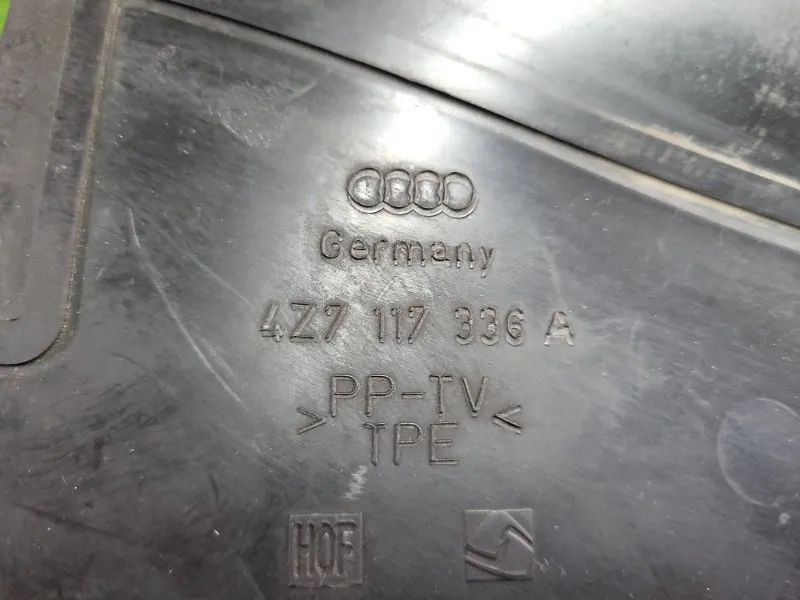 Germany
4Z7 117 336 A
>PP-TV<
TPE
HOF